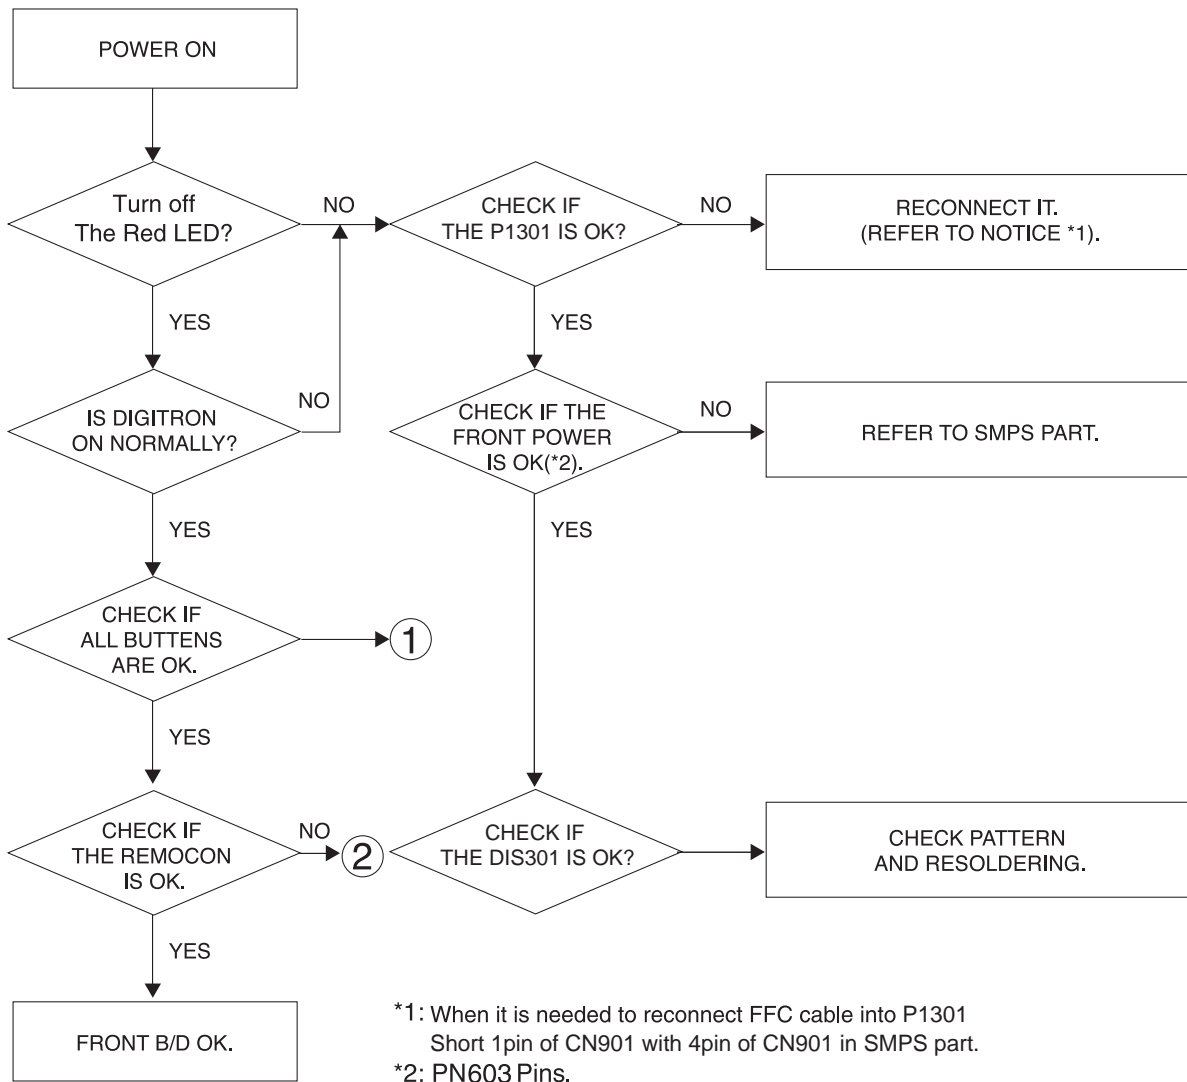 POWER ON
Turn off
The Red LED?
NO
CHECK IF
THE P1301 IS OK?
NO
RECONNECT IT.
(REFER TO NOTICE *1).
YES
YES
IS DIGITRON
ON NORMALLY?
NO
CHECK IF THE
FRONT POWER
IS OK(*2).
NO
REFER TO SMPS PART.
YES
YES
CHECK IF
ALL BUTTENS
ARE OK.
1
YES
CHECK IF
THE REMOCON
IS OK.
NO
2
CHECK IF
THE DIS301 IS OK?
CHECK PATTERN
AND RESOLDERING.
YES
FRONT B/D OK.
*1: When it is needed to reconnect FFC cable into P1301
Short 1pin of CN901 with 4pin of CN901 in SMPS part.
*2: PN603 Pins.